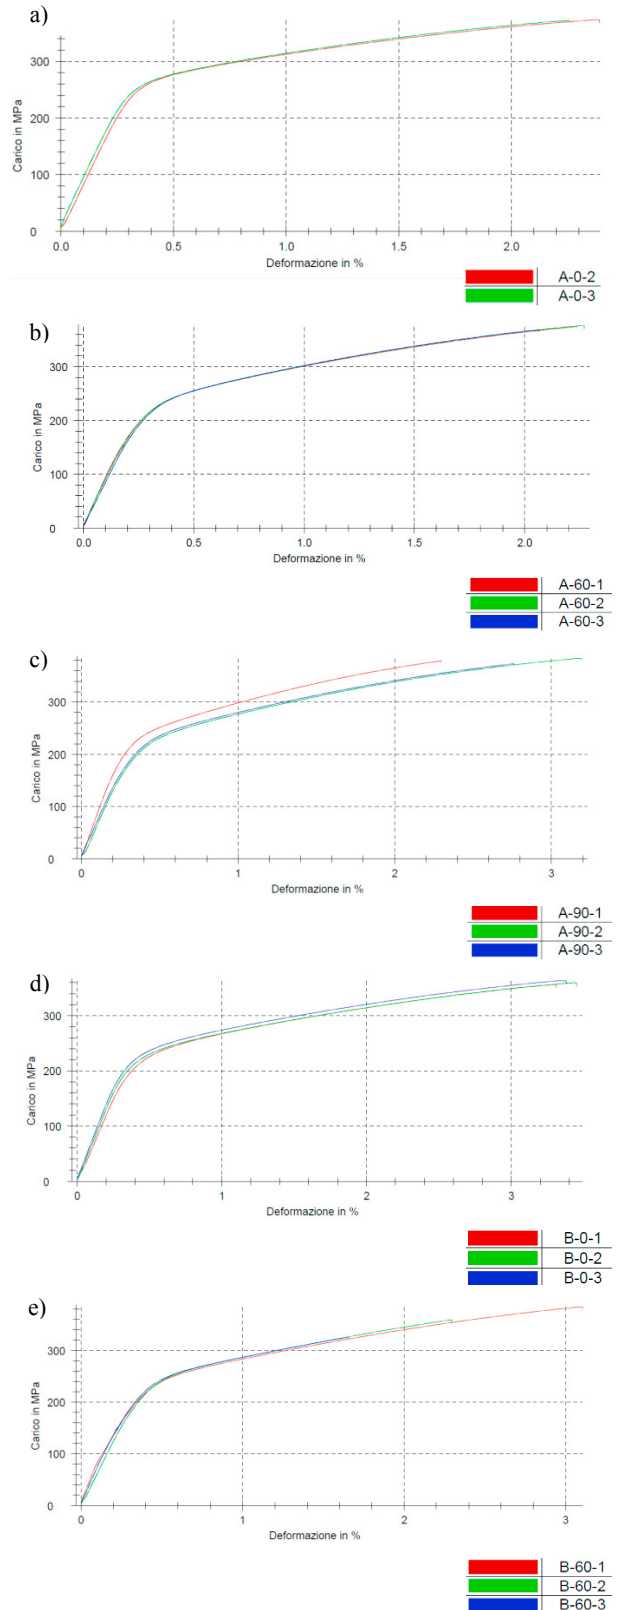 a)
Carico in MPa
300
200
100
0
0.0 0.5 1.0 1.5 2.0
Deformazione in %
A-0-2
A-0-3
b)
Carico in MPa
300
200
100
0
0.0 0.5 1.0 1.5 2.0
Deformazione in %
A-60-1
A-60-2
A-60-3
c)
Carico in MPa
300
200
100
0
0 1 2 3
Deformazione in %
A-90-1
A-90-2
A-90-3
d)
Carico in MPa
300
200
100
0
0 1 2 3
Deformazione in %
B-0-1
B-0-2
B-0-3
e)
Carico in MPa
300
200
100
0
0 1 2 3
Deformazione in %
B-60-1
B-60-2
B-60-3